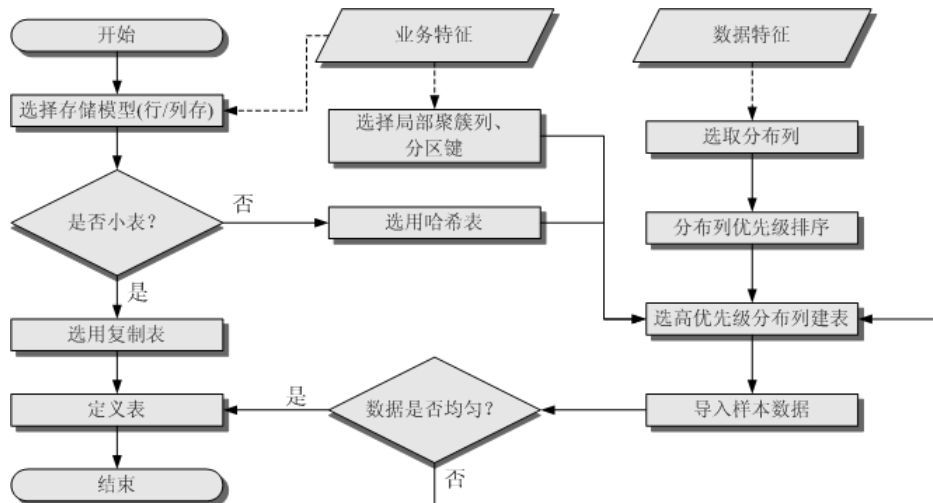 开始
业务特征
数据特征
选择存储模型(行/列存)
选择局部聚簇列、
分区键
选取分布列
是否小表？
否
选用哈希表
分布列优先级排序
是
选用复制表
选高优先级分布列建表
定义表
是
数据是否均匀？
导入样本数据
否
结束